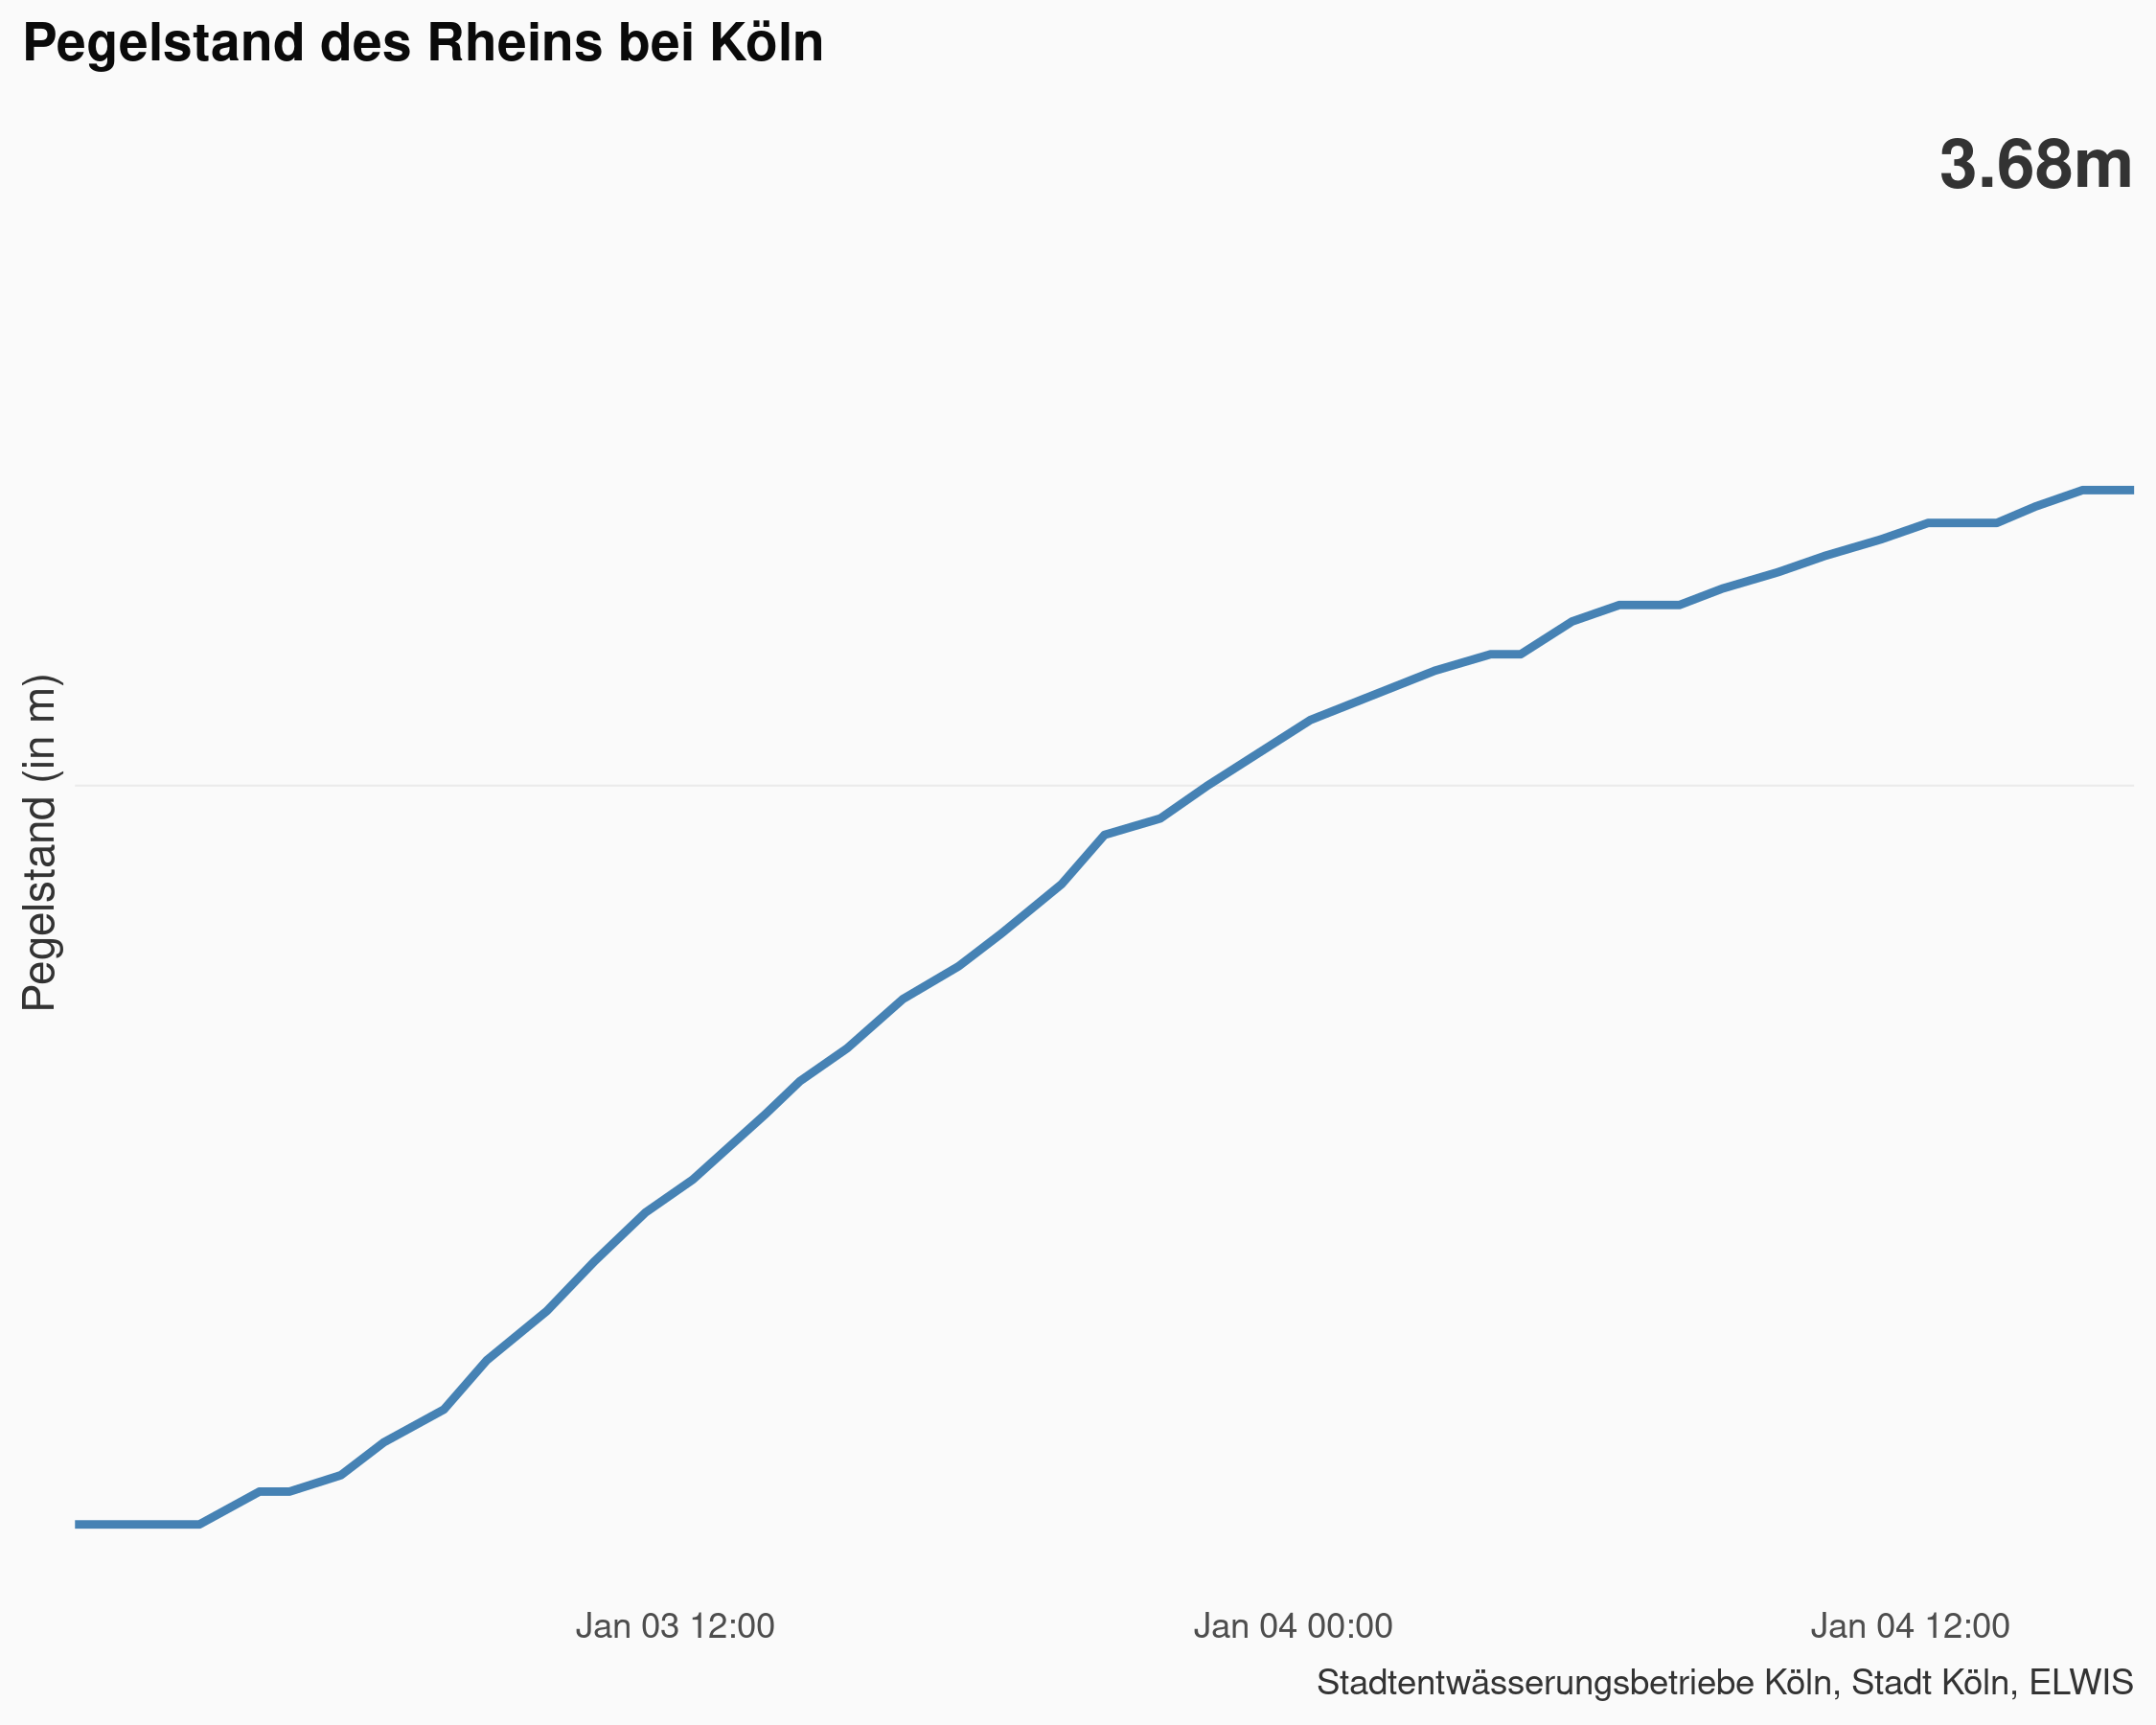 Pegelstand des Rheins bei Köln
3.68m
Pegelstand (in m)
Jan 03 12:00
Jan 04 00:00
Jan 04 12:00
Stadtentwässerungsbetriebe Köln, Stadt Köln, ELWIS